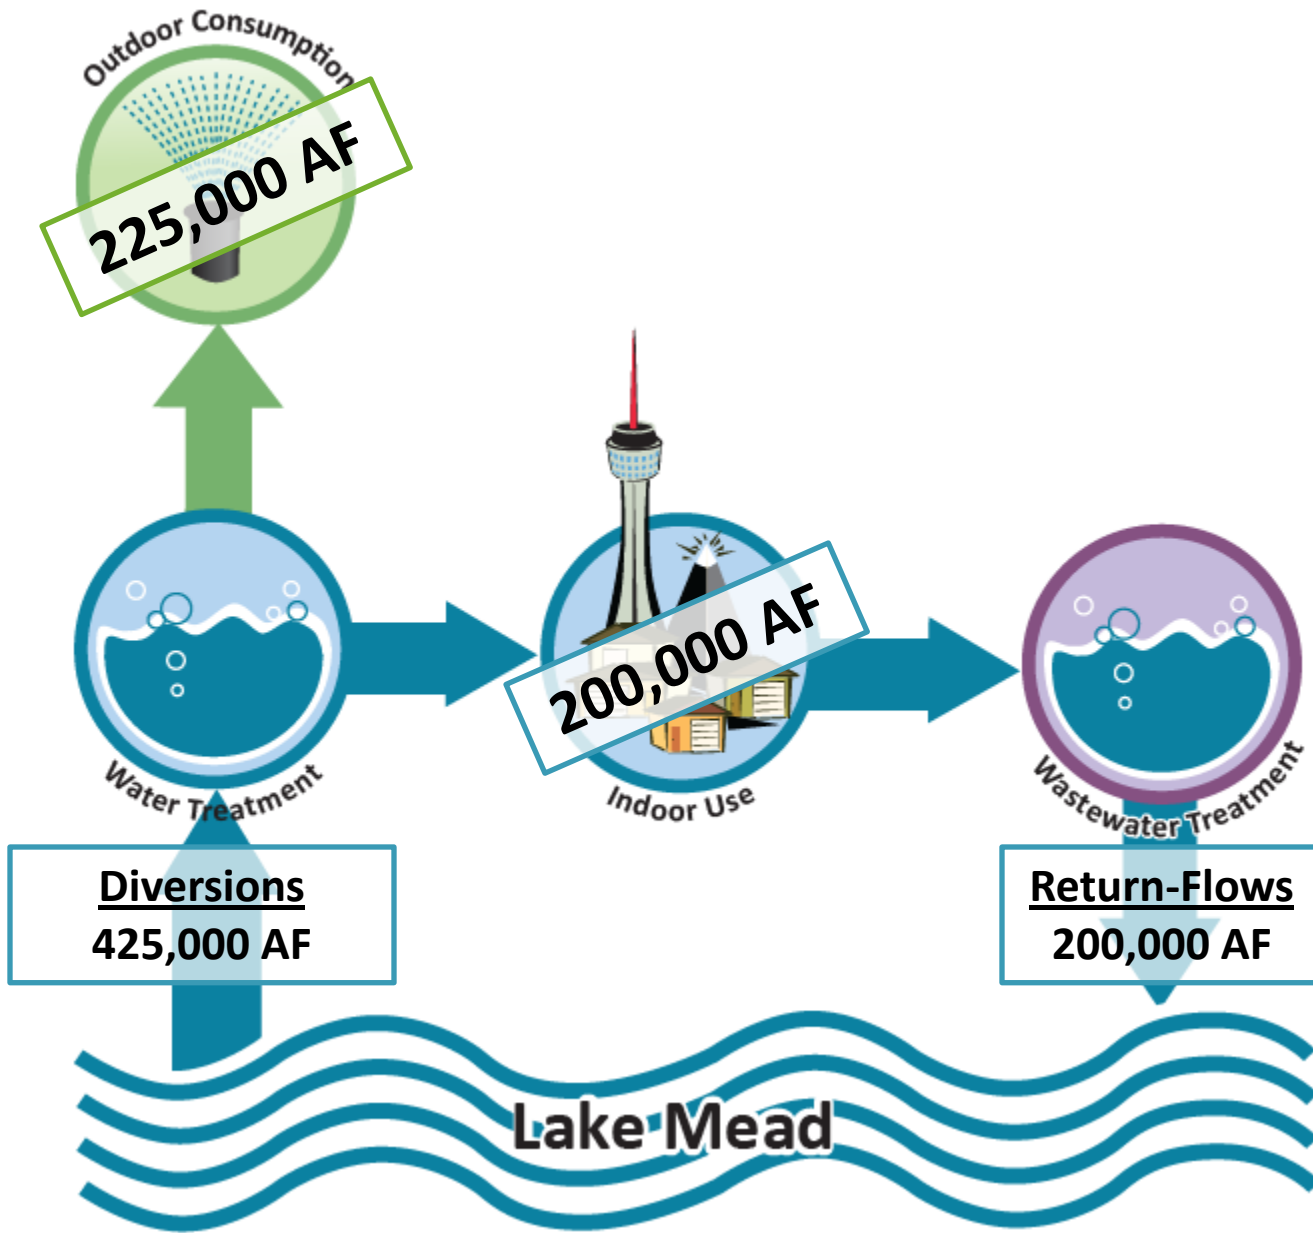 Outdoor Consumption
225,000 AF
200,000 AF
Water Treatment
Indoor Use
Wastewater Treatment
Diversions
425,000 AF
Return-Flows
200,000 AF
Lake Mead